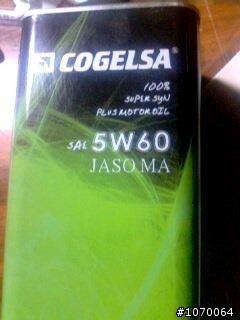 COGELSA
100%
SUPER SYN
PLUS MOTOR OIL
SAE 5W60
JASO MA
#1070064